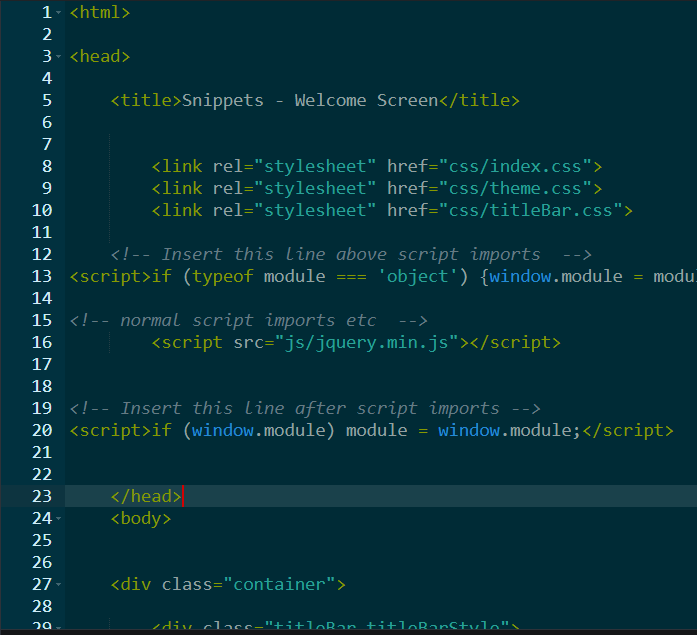 1 <html>
2
3 <head>
4
5 <title>Snippets - Welcome Screen</title>
6
7
8 <link rel="stylesheet" href="css/index.css">
9 <link rel="stylesheet" href="css/theme.css">
10 <link rel="stylesheet" href="css/titleBar.css">
11
12 <!-- Insert this line above script imports  -->
13 <script>if (typeof module === 'object') {window.module = modu
14
15 <!-- normal script imports etc  -->
16 <script src="js/jquery.min.js"></script>
17
18
19 <!-- Insert this line after script imports -->
20 <script>if (window.module) module = window.module;</script>
21
22
23 </head>
24 <body>
25
26
27 <div class="container">
28
29 <div class="titleBar titleBarStyle">